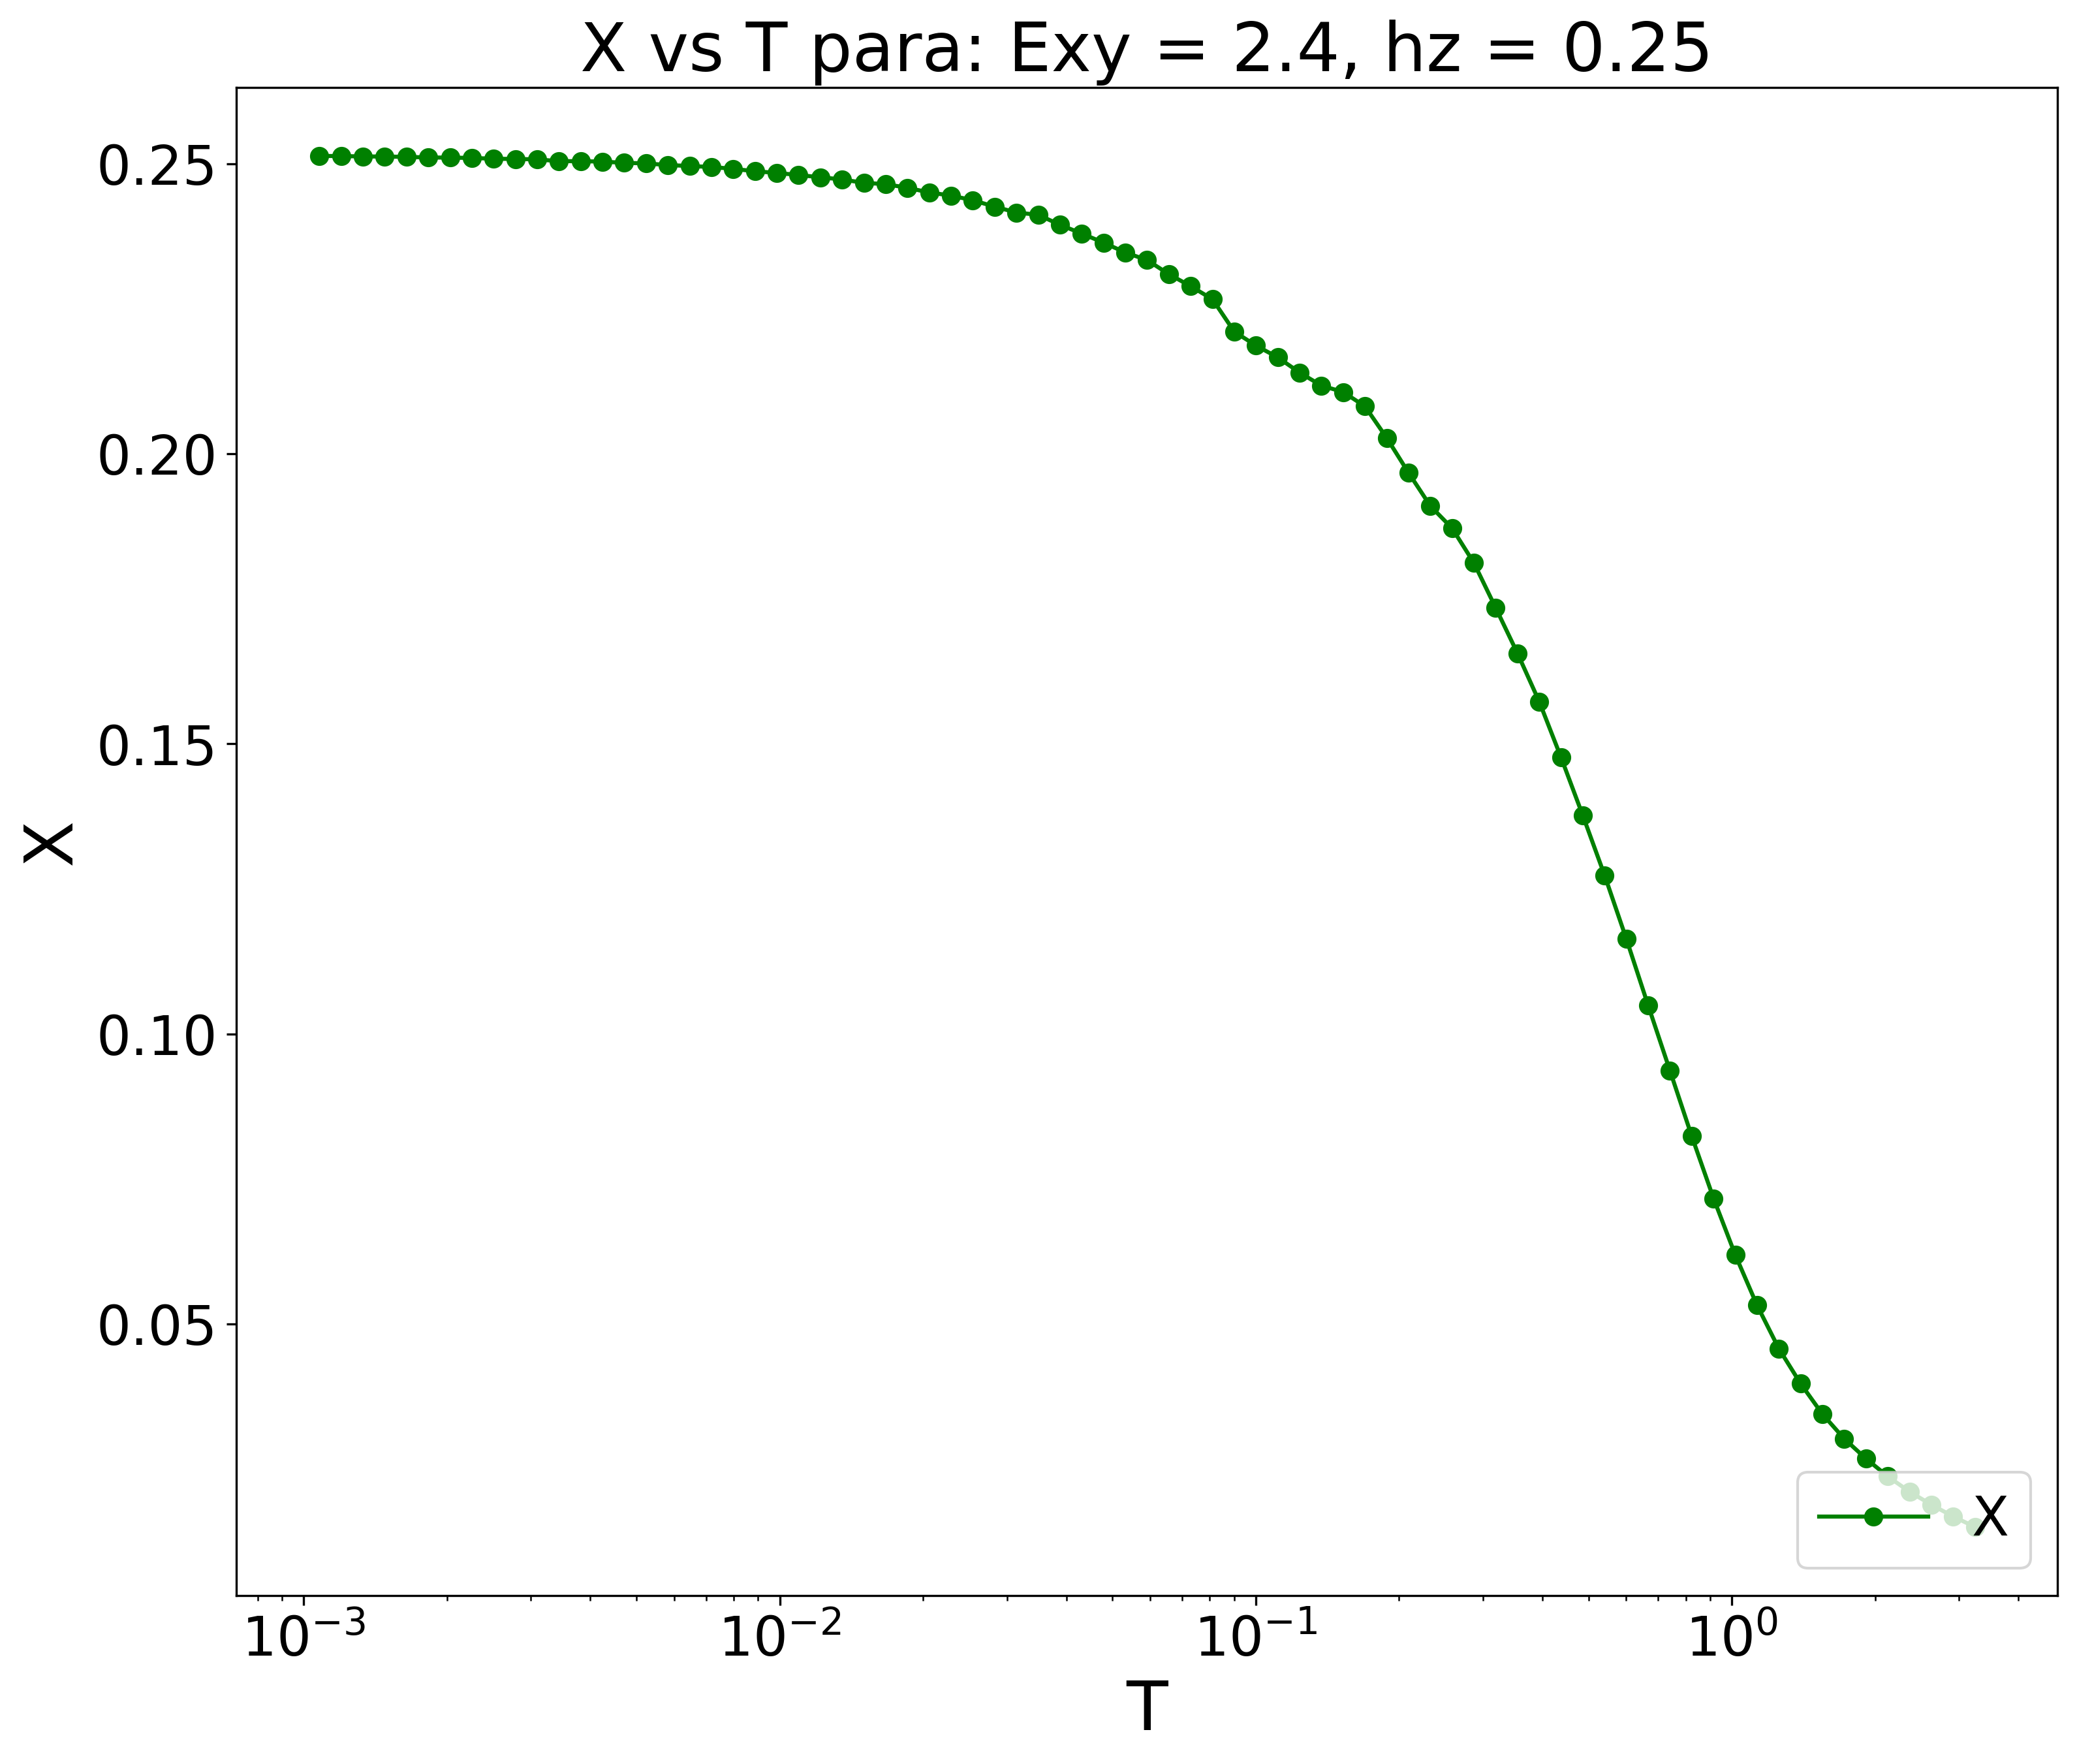 X vs T para: Exy = 2.4, hz = 0.25
0.25
0.20
0.15
0.10
0.05
X
X
10⁻³ 10⁻² 10⁻¹ 10⁰
T